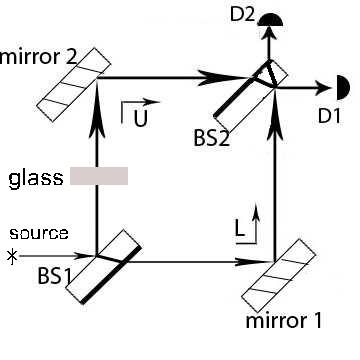 D2
mirror 2
D1
U
BS2
glass
source
L
BS1
mirror 1